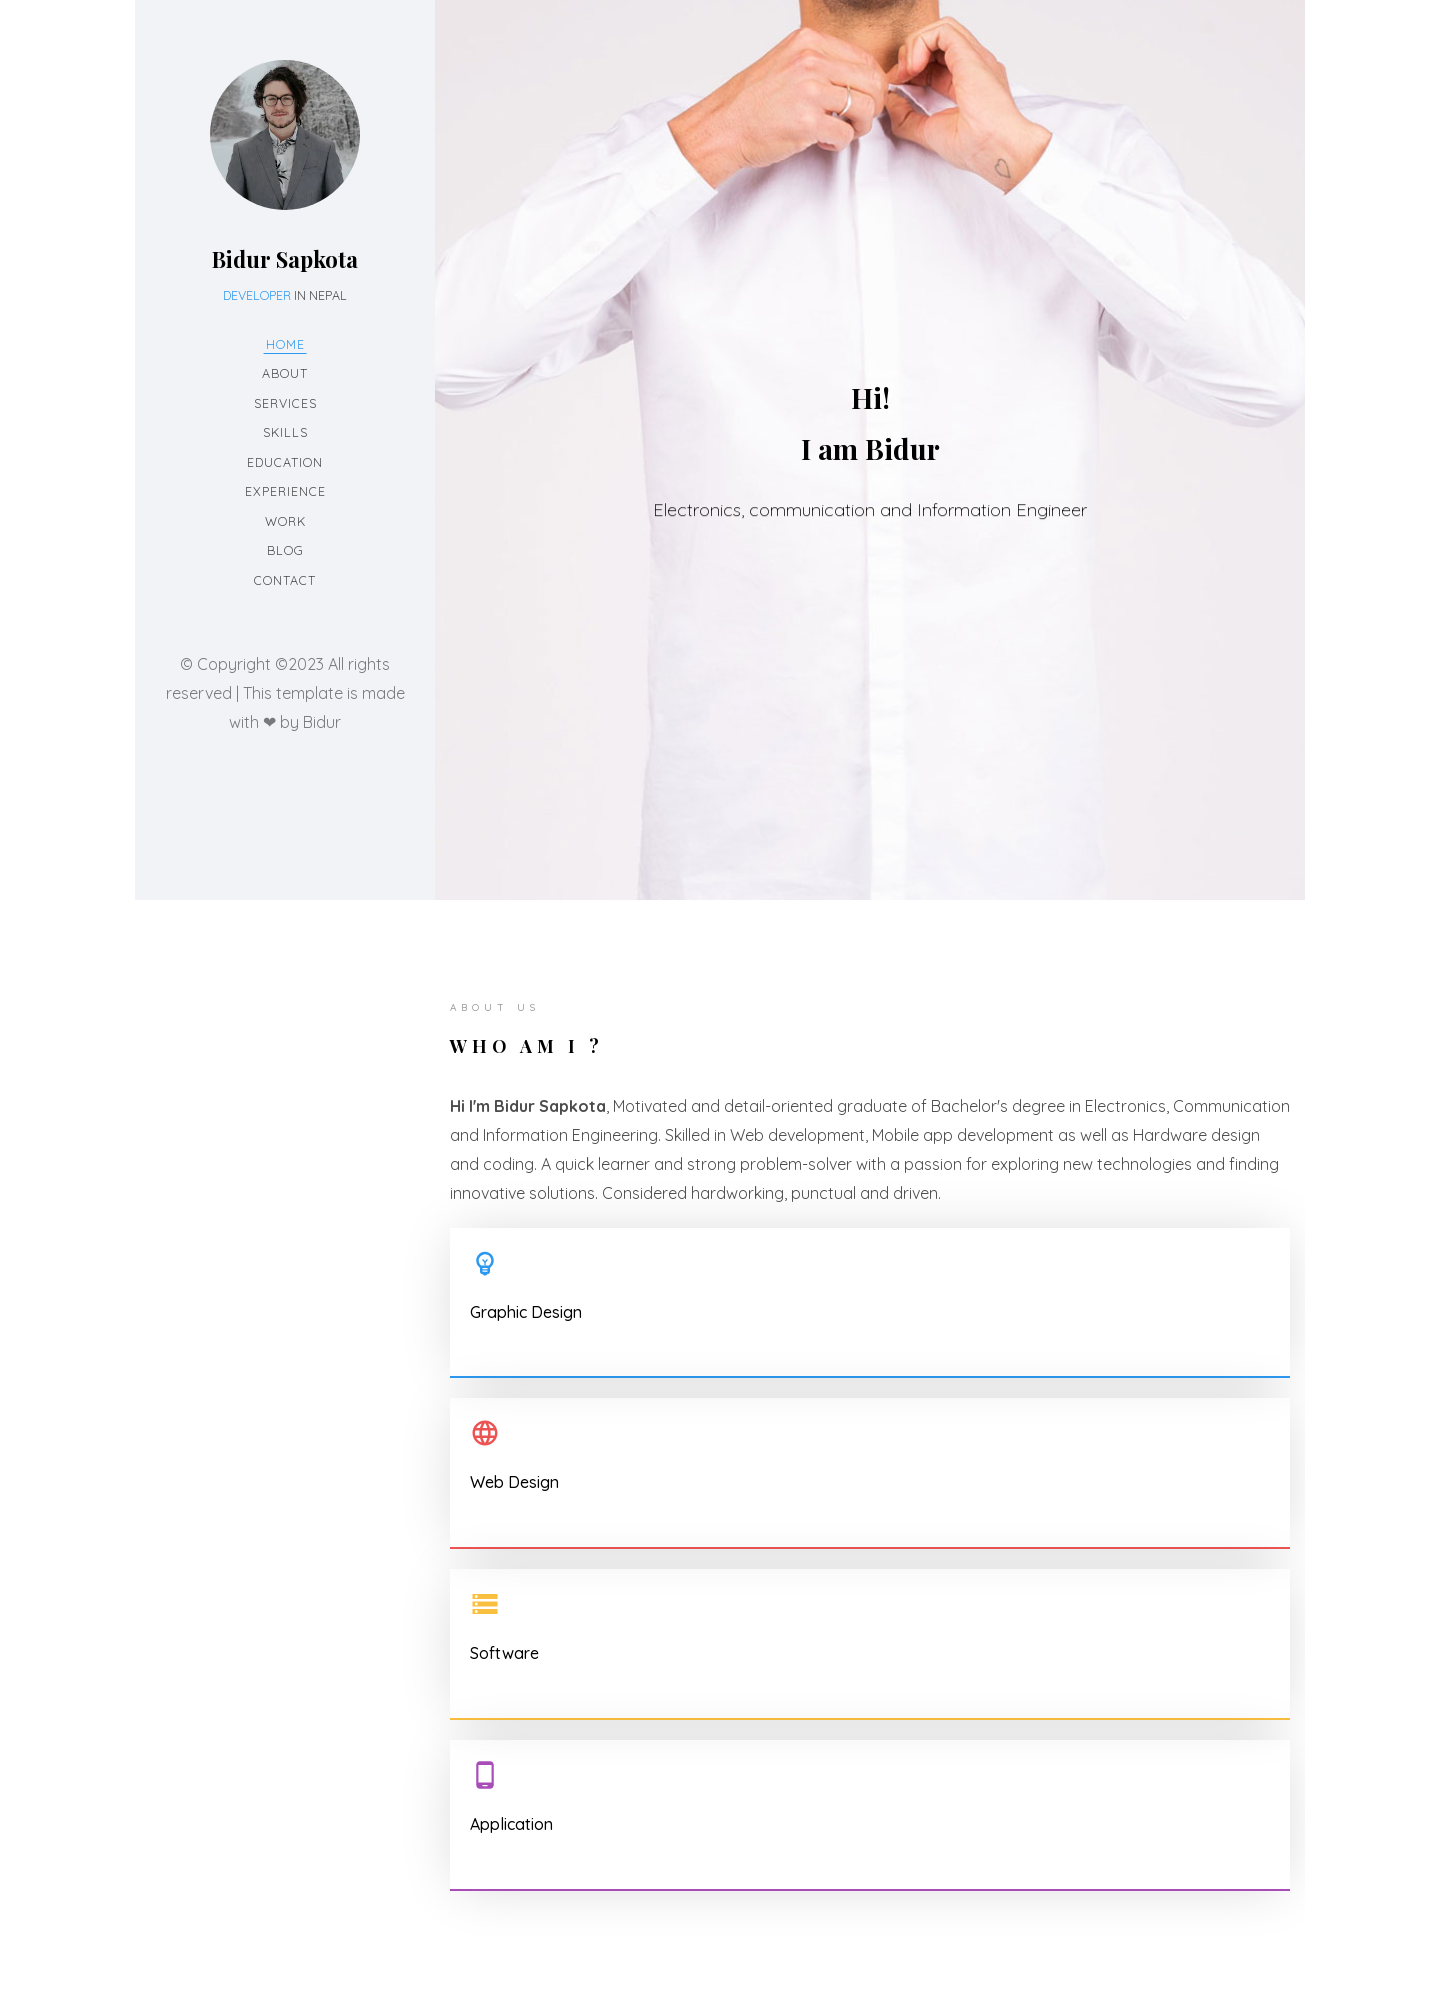 Bidur Sapkota
DEVELOPER IN NEPAL
HOME
ABOUT
SERVICES
SKILLS
EDUCATION
EXPERIENCE
WORK
BLOG
CONTACT
© Copyright ©2023 All rights
reserved | This template is made
with ❤ by Bidur
Hi!
I am Bidur
Electronics, communication and Information Engineer
ABOUT US
WHO AM I ?
Hi I'm Bidur Sapkota, Motivated and detail-oriented graduate of Bachelor's degree in Electronics, Communication
and Information Engineering. Skilled in Web development, Mobile app development as well as Hardware design
and coding. A quick learner and strong problem-solver with a passion for exploring new technologies and finding
innovative solutions. Considered hardworking, punctual and driven.
Graphic Design
Web Design
Software
Application